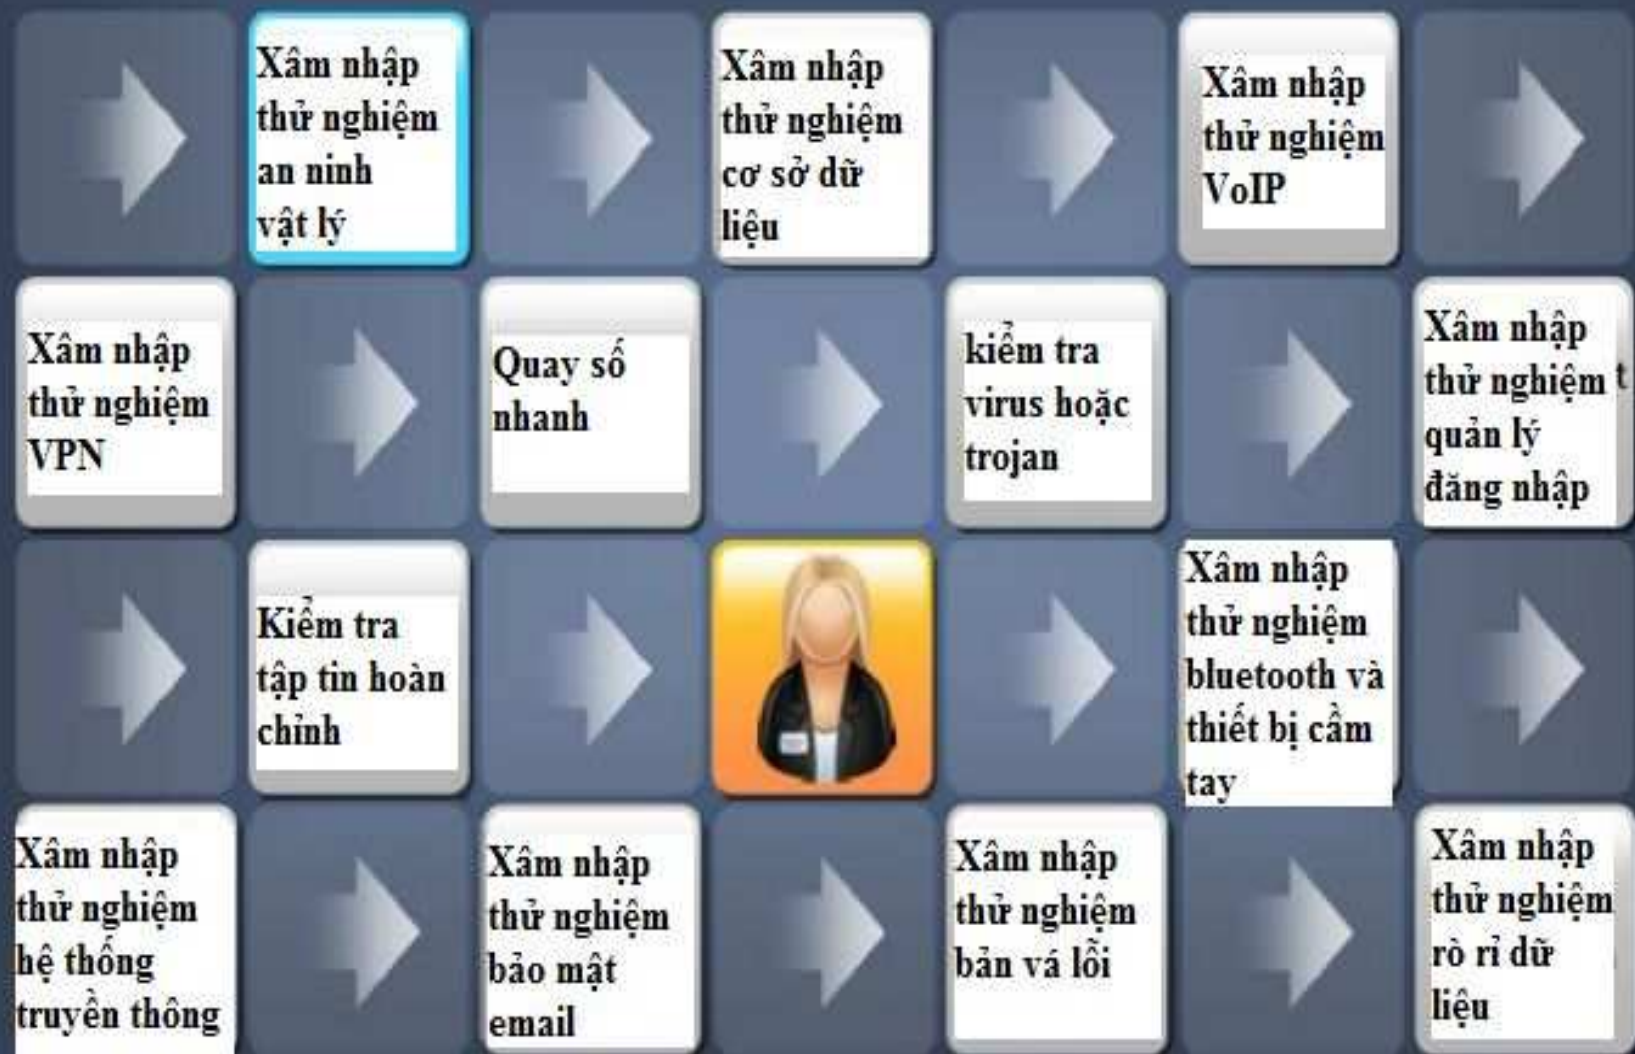 Xâm nhập
thử nghiệm
an ninh
vật lý
Xâm nhập
thử nghiệm
cơ sở dữ
liệu
Xâm nhập
thử nghiệm
VoIP
Xâm nhập
thử nghiệm
VPN
Quay số
nhanh
kiểm tra
virus hoặc
trojan
Xâm nhập
thử nghiệm t
quản lý
đăng nhập
Kiểm tra
tập tin hoàn
chỉnh
Xâm nhập
thử nghiệm
bluetooth và
thiết bị cầm
tay
Xâm nhập
thử nghiệm
hệ thống
truyền thông
Xâm nhập
thử nghiệm
bảo mật
email
Xâm nhập
thử nghiệm
bản vá lỗi
Xâm nhập
thử nghiệm
rò rỉ dữ
liệu